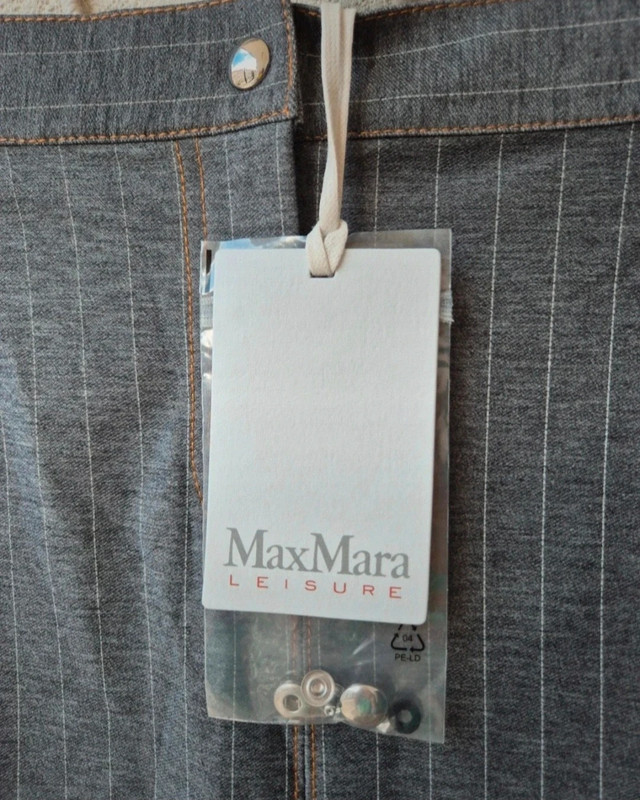 MaxMara
LEISURE
04
PE-LD